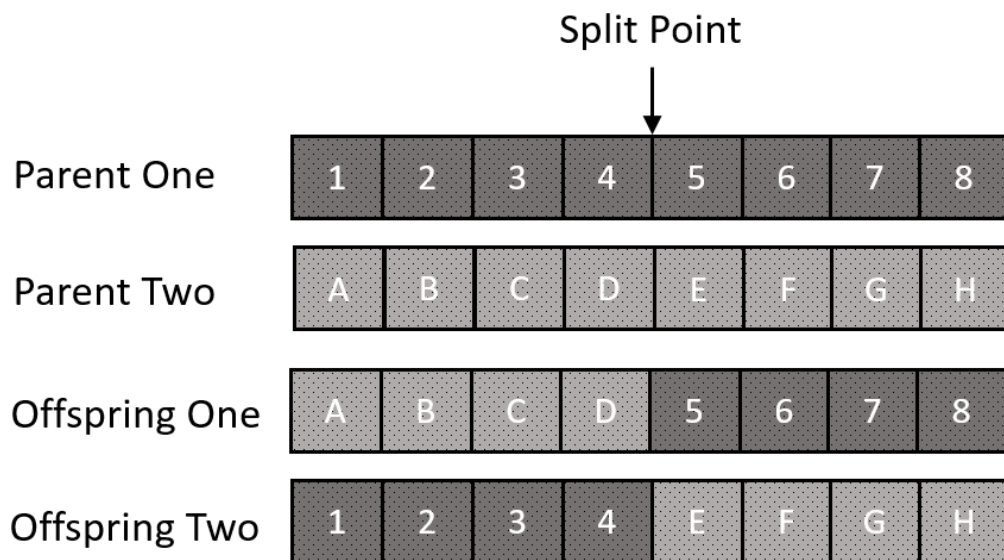 Split Point
Parent One 1 2 3 4 5 6 7 8
Parent Two A B C D E F G H
Offspring One A B C D 5 6 7 8
Offspring Two 1 2 3 4 E F G H